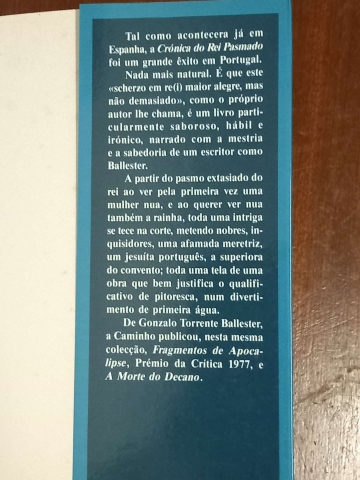 Tal como acontecera já em
Espanha, a Crónica do Rei Pasmado
foi um grande êxito em Portugal.
Nada mais natural. É que este
«scherzo em re(i) maior alegre, mas
não demasiado», como o próprio
autor lhe chama, é um livro parti-
cularmente saboroso, hábil e
irónico, narrado com a mestria
e a sabedoria de um escritor como
Ballester.
A partir do pasmo extasiado do
rei ao ver pela primeira vez uma
mulher nua, e ao querer ver nua
também a rainha, toda uma intriga
se tece na corte, metendo nobres, in-
quisidores, uma afamada meretriz,
um jesuíta português, a superiora
do convento; toda uma tela de uma
obra que bem justifica o qualifi-
cativo de pitoresca, num diverti-
mento de primeira água.
De Gonzalo Torrente Ballester,
a Caminho publicou, nesta mesma
colecção, Fragmentos de Apoca-
lipse, Prémio da Crítica 1977, e
A Morte do Decano.